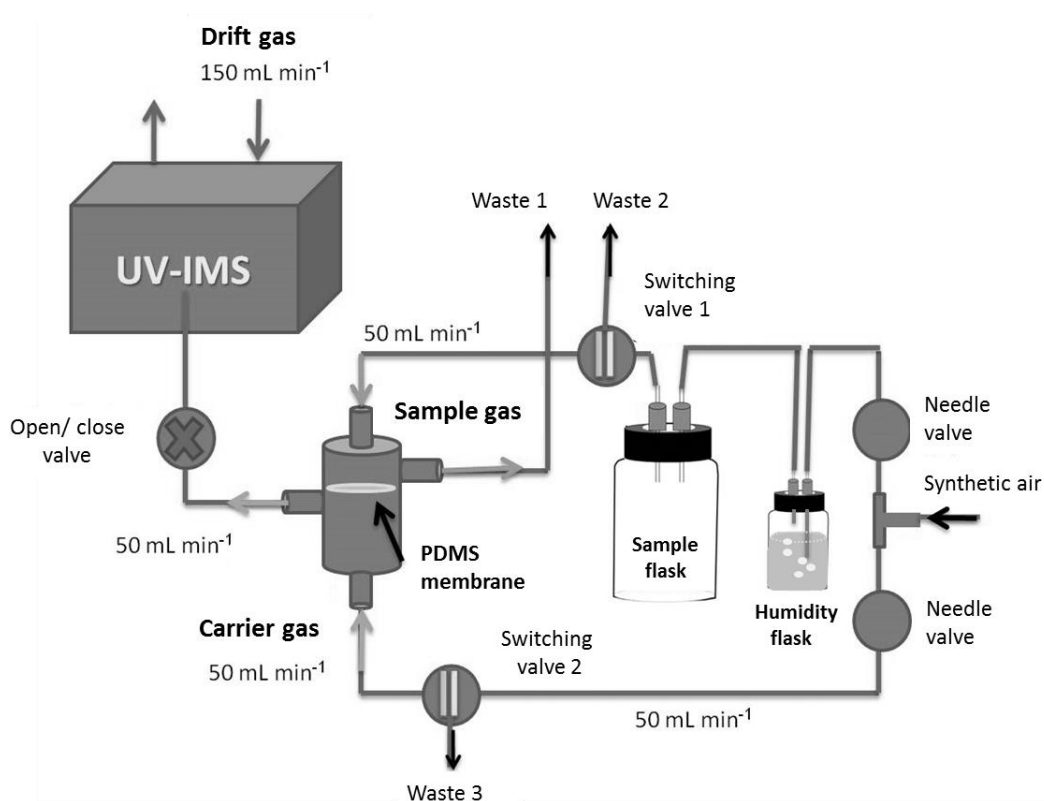 Drift gas
150 mL min⁻¹
UV-IMS
Waste 1
Waste 2
Switching
valve 1
50 mL min⁻¹
Sample gas
Open/ close
valve
Needle
valve
Synthetic air
50 mL min⁻¹
PDMS
membrane
Sample
flask
Humidity
flask
Needle
valve
Carrier gas
50 mL min⁻¹
Switching
valve 2
50 mL min⁻¹
Waste 3